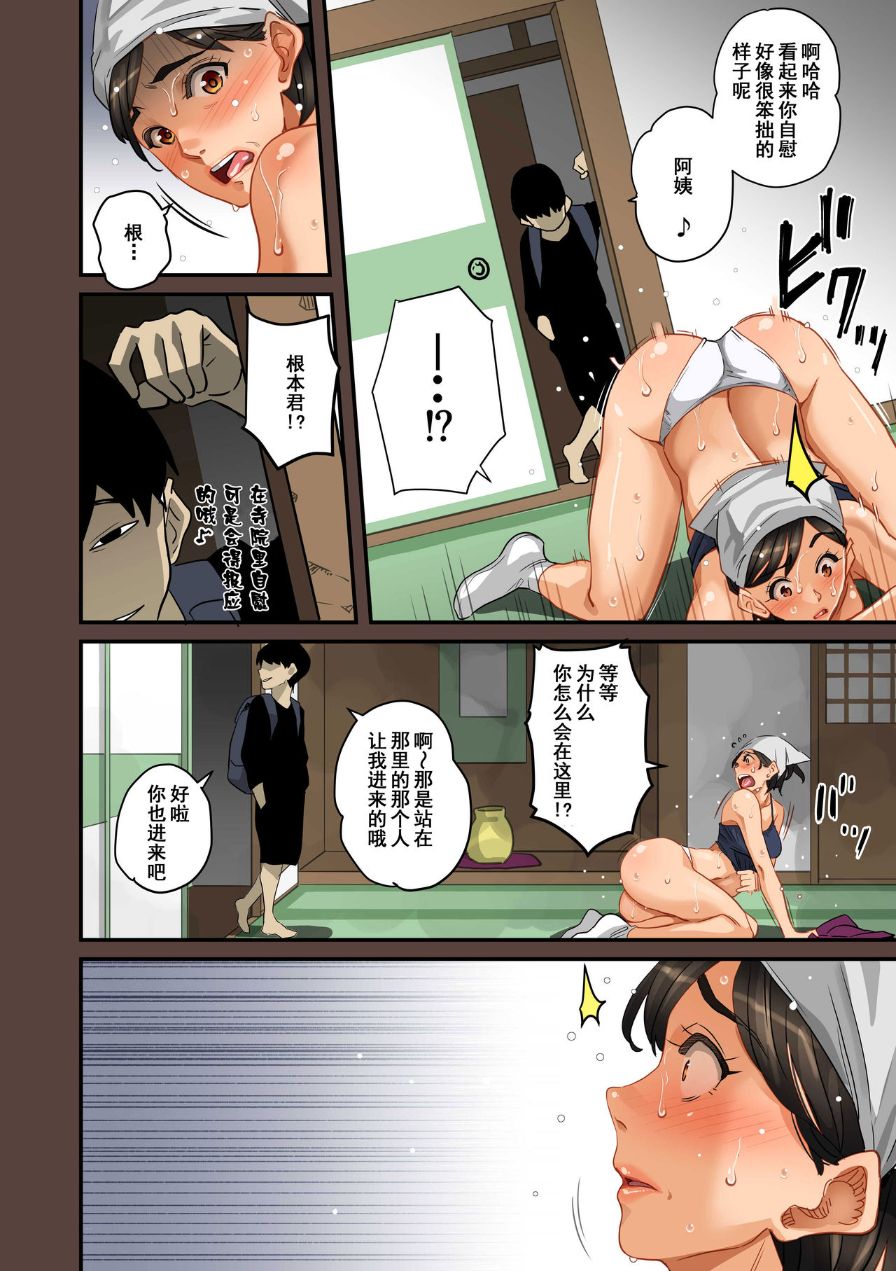 啊哈哈
看起来你自慰
好像很笨拙的
样子呢
阿姨
♪
ビクッ
！…!?
根…
根本君!?
在寺院里自慰
可是会得报应
的哦♪
等等
为什么
你怎么会在这里!?
啊～那是站在
那里的那个人
让我进来的哦
好啦
你也进来吧